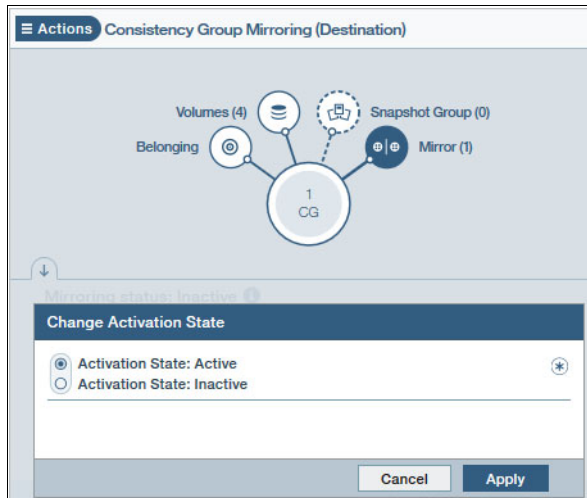 Actions Consistency Group Mirroring (Destination)
Volumes (4) Snapshot Group (0)
Belonging Mirror (1)
1
CG
Mirroring status: Inactive
Change Activation State
Activation State: Active
Activation State: Inactive
Cancel Apply